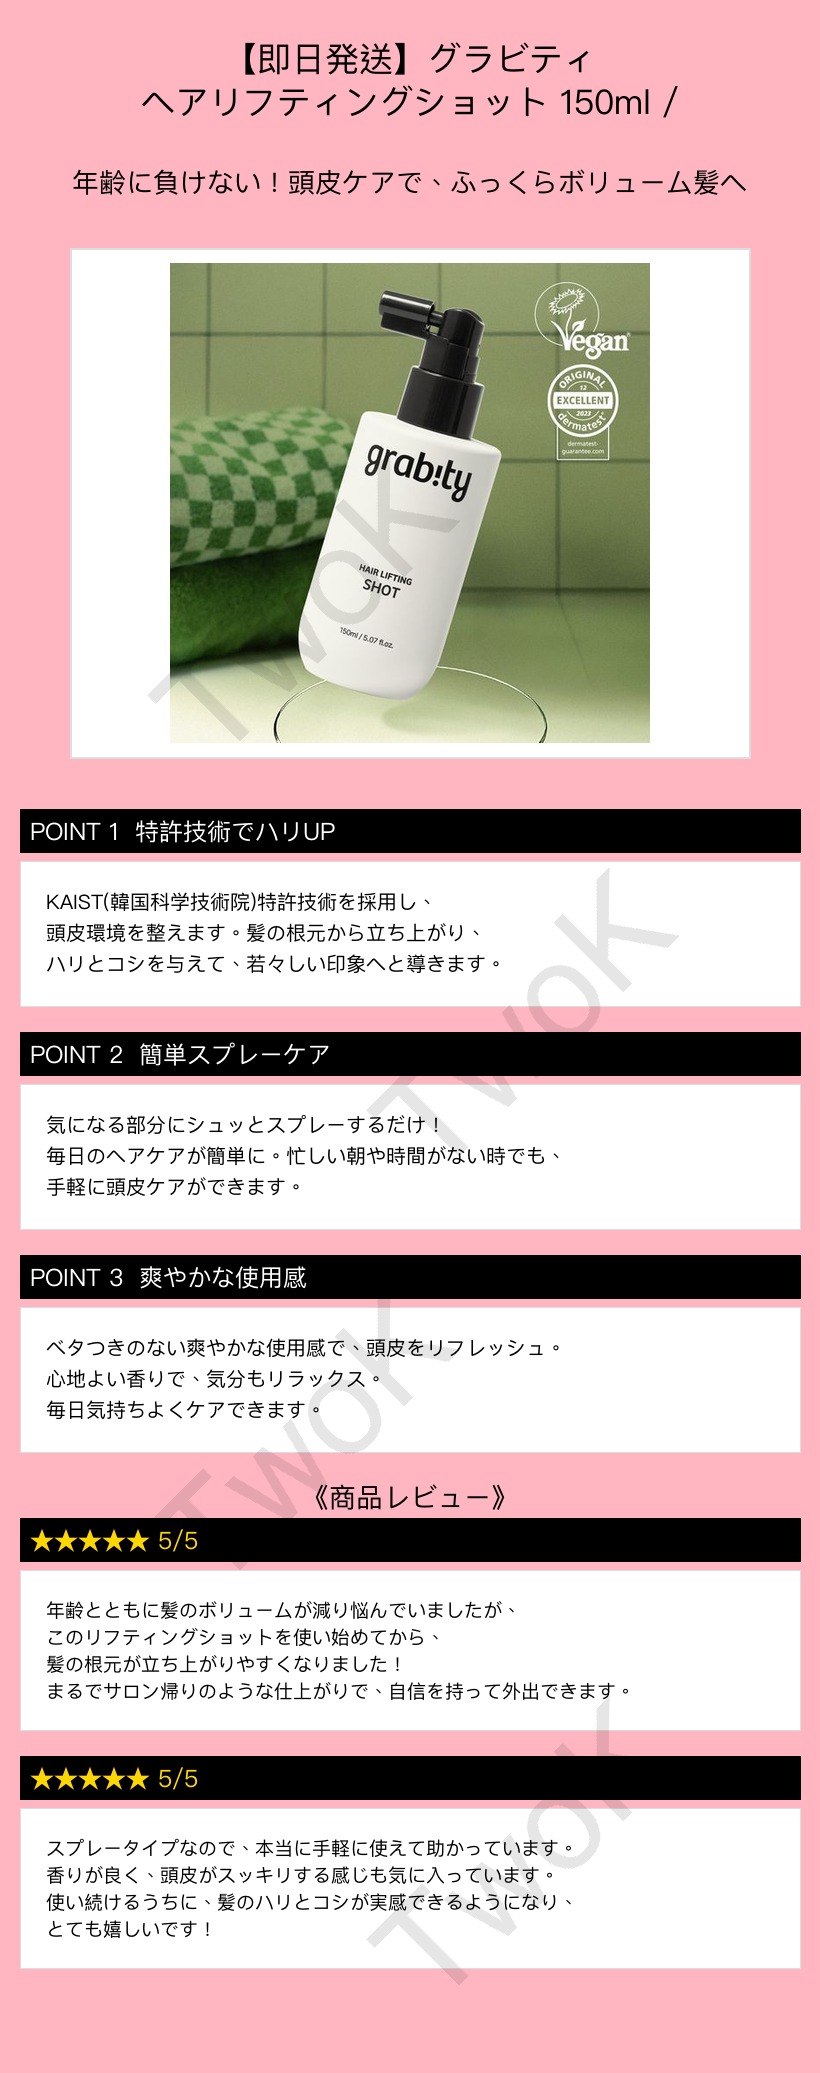 【即日発送】グラビティ
ヘアリフティングショット 150ml /
年齢に負けない！頭皮ケアで、ふっくらボリューム髪へ
Vegan
ORIGINAL
12
EXCELLENT
2023
dermatest®
dermatest-
guarantee.com
grab!ty
HAIR LIFTING
SHOT
150ml / 5.07 fl.oz.
TwoK
POINT 1 特許技術でハリUP
KAIST(韓国科学技術院)特許技術を採用し、
頭皮環境を整えます。髪の根元から立ち上がり、
ハリとコシを与えて、若々しい印象へと導きます。
TwoK
POINT 2 簡単スプレーケア
気になる部分にシュッとスプレーするだけ！
毎日のヘアケアが簡単に。忙しい朝や時間がない時でも、
手軽に頭皮ケアができます。
POINT 3 爽やかな使用感
ベタつきのない爽やかな使用感で、頭皮をリフレッシュ。
心地よい香りで、気分もリラックス。
毎日気持ちよくケアできます。
TwoK
《商品レビュー》
★★★★★ 5/5
年齢とともに髪のボリュームが減り悩んでいましたが、
このリフティングショットを使い始めてから、
髪の根元が立ち上がりやすくなりました！
まるでサロン帰りのような仕上がりで、自信を持って外出できます。
★★★★★ 5/5
スプレータイプなので、本当に手軽に使えて助かっています。
香りが良く、頭皮がスッキリする感じも気に入っています。
使い続けるうちに、髪のハリとコシが実感できるようになり、
とても嬉しいです！
TwoK